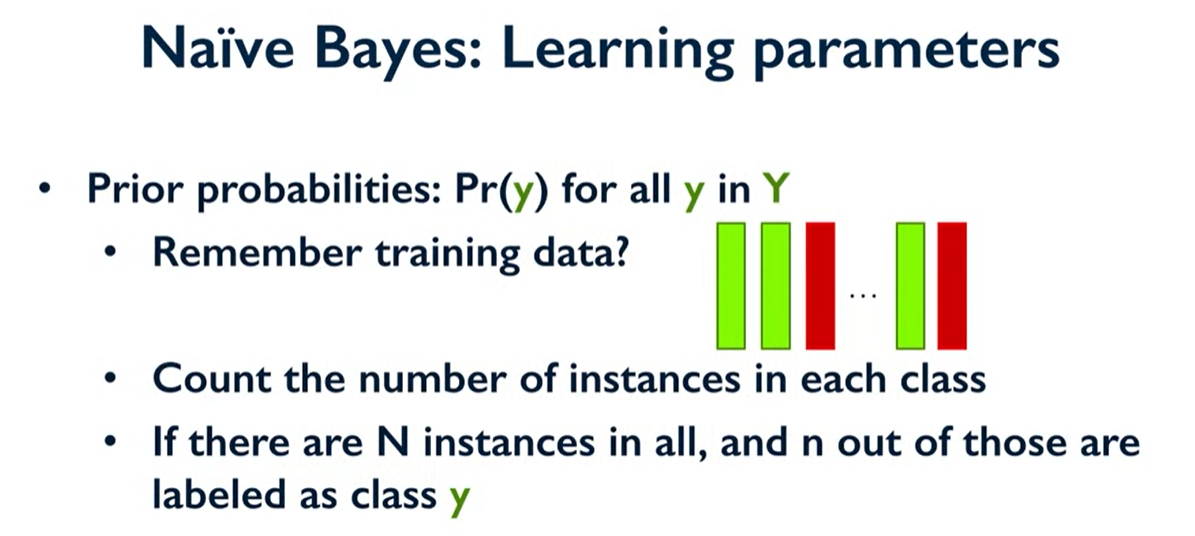 Naïve Bayes: Learning parameters
• Prior probabilities: Pr(y) for all y in Y
• Remember training data?
...
• Count the number of instances in each class
• If there are N instances in all, and n out of those are
labeled as class y